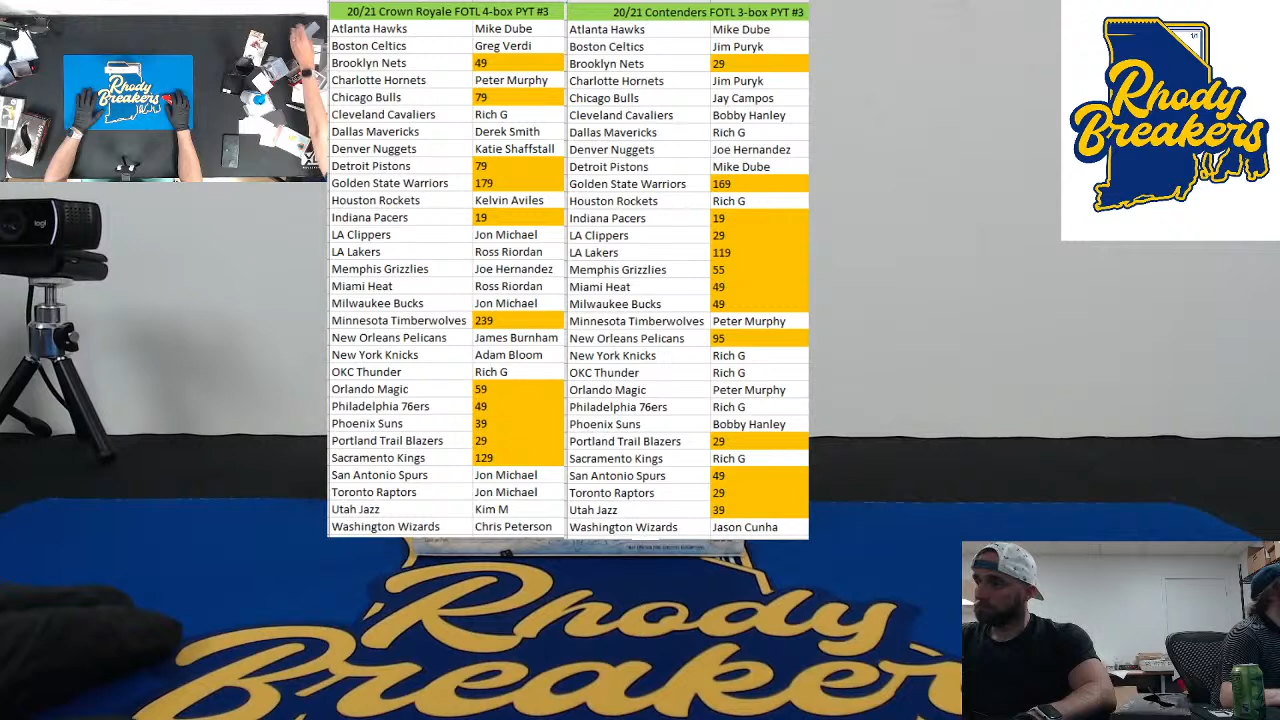 20/21 Crown Royale FOTL 4-box PYT #3
Atlanta Hawks Mike Dube
Boston Celtics Greg Verdi
Brooklyn Nets 49
Charlotte Hornets Peter Murphy
Chicago Bulls 79
Cleveland Cavaliers Rich G
Dallas Mavericks Derek Smith
Denver Nuggets Katie Shaffstall
Detroit Pistons 79
Golden State Warriors 179
Houston Rockets Kelvin Aviles
Indiana Pacers 19
LA Clippers Jon Michael
LA Lakers Ross Riordan
Memphis Grizzlies Joe Hernandez
Miami Heat Ross Riordan
Milwaukee Bucks Jon Michael
Minnesota Timberwolves 239
New Orleans Pelicans James Burnham
New York Knicks Adam Bloom
OKC Thunder Rich G
Orlando Magic 59
Philadelphia 76ers 49
Phoenix Suns 39
Portland Trail Blazers 29
Sacramento Kings 129
San Antonio Spurs Jon Michael
Toronto Raptors Jon Michael
Utah Jazz Kim M
Washington Wizards Chris Peterson
20/21 Contenders FOTL 3-box PYT #3
Atlanta Hawks Mike Dube
Boston Celtics Jim Puryk
Brooklyn Nets 29
Charlotte Hornets Jim Puryk
Chicago Bulls Jay Campos
Cleveland Cavaliers Bobby Hanley
Dallas Mavericks Rich G
Denver Nuggets Joe Hernandez
Detroit Pistons Mike Dube
Golden State Warriors 169
Houston Rockets Rich G
Indiana Pacers 19
LA Clippers 29
LA Lakers 119
Memphis Grizzlies 55
Miami Heat 49
Milwaukee Bucks 49
Minnesota Timberwolves Peter Murphy
New Orleans Pelicans 95
New York Knicks Rich G
OKC Thunder Rich G
Orlando Magic Peter Murphy
Philadelphia 76ers Rich G
Phoenix Suns Bobby Hanley
Portland Trail Blazers 29
Sacramento Kings Rich G
San Antonio Spurs 49
Toronto Raptors 29
Utah Jazz 39
Washington Wizards Jason Cunha
Rhody
Breakers
1/1
Rhody
Breakers
logi
Rhody
Breaker